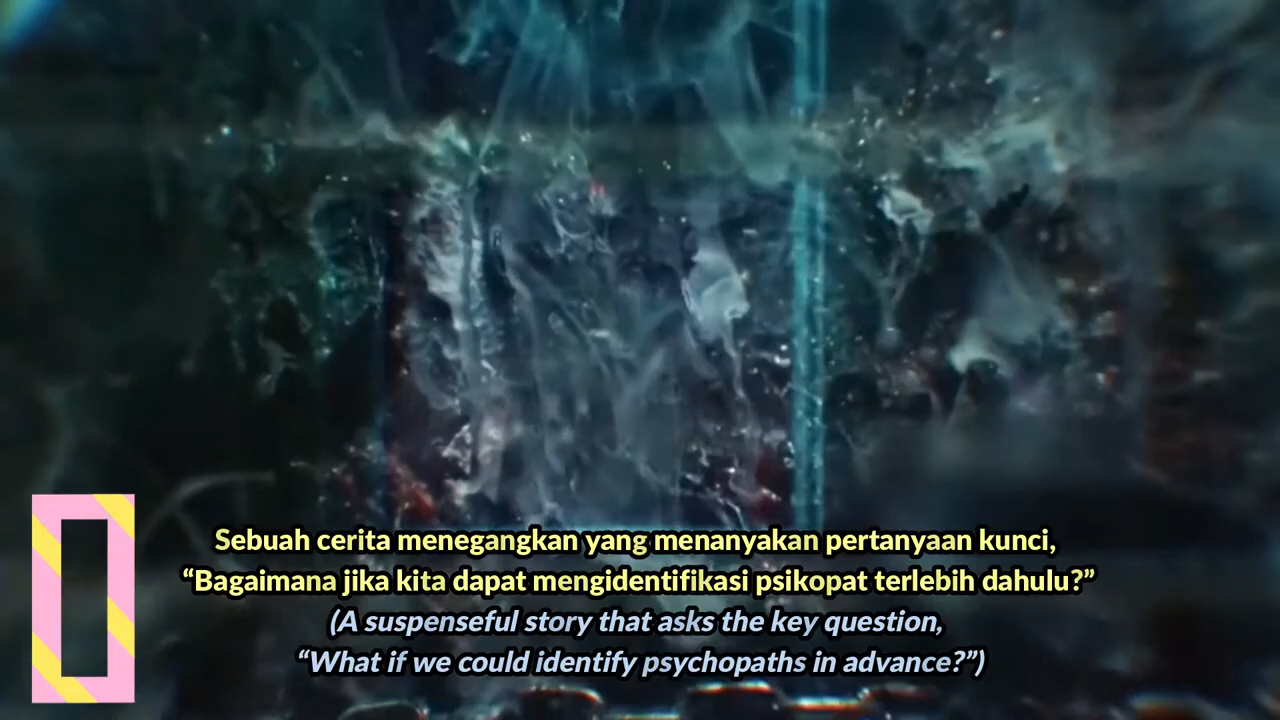 Sebuah cerita menegangkan yang menanyakan pertanyaan kunci,
“Bagaimana jika kita dapat mengidentifikasi psikopat terlebih dahulu?”
(A suspenseful story that asks the key question,
“What if we could identify psychopaths in advance?”)